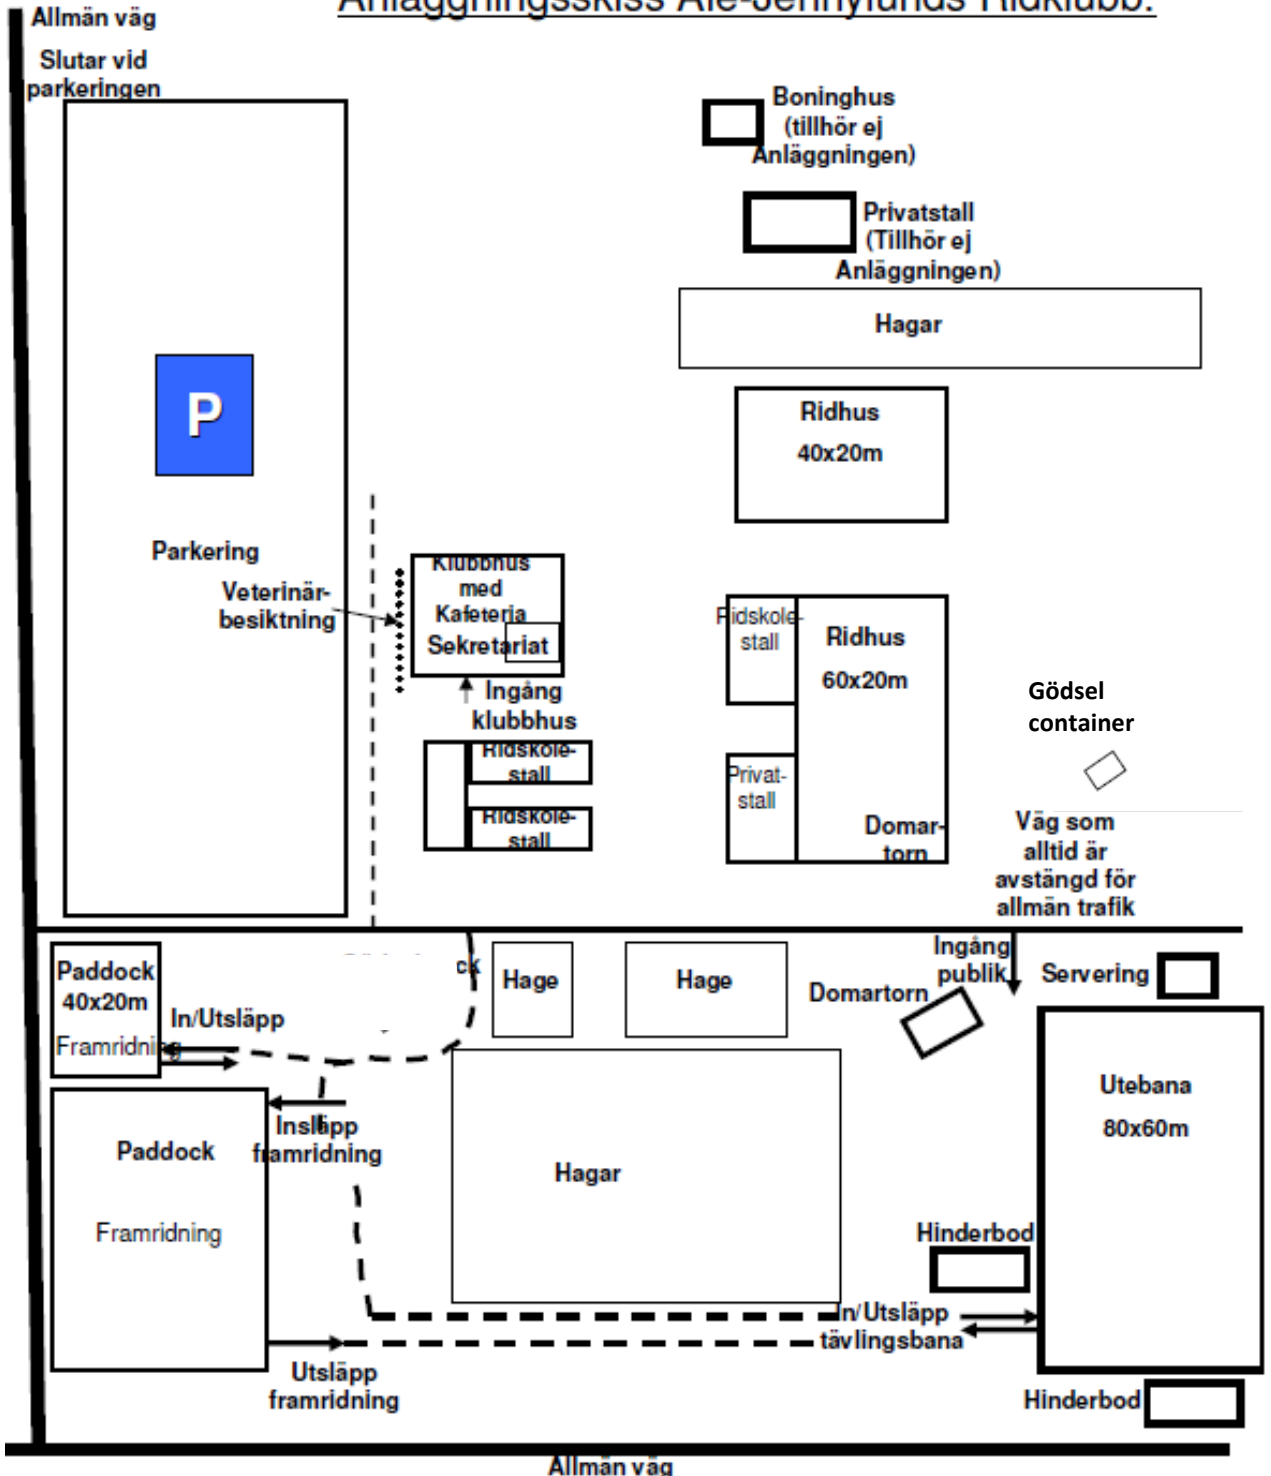 Anläggningsskiss Ale-Jennylunds Ridklubb.
Allmän väg
Slutar vid
parkeringen
Boninghus
(tillhör ej
Anläggningen)
Privatstall
(Tillhör ej
Anläggningen)
Hagar
Ridhus
40x20m
P
Parkering
Veterinär-
besiktning
Klubbhus
med
Kafeteria
Sekretariat
Ingång
klubbhus
Ridskole-
stall
Ridskole-
stall
Ridskole-
stall
Privat-
stall
Ridhus
60x20m
Domar-
torn
Gödsel
container
Väg som
alltid är
avstängd för
allmän trafik
Paddock
40x20m
Framridning
In/Utsläpp
ck
Hage
Hage
Ingång
publik
Domartorn
Servering
Utebana
80x60m
Insläpp
framridning
Paddock
Framridning
Hagar
Hinderbod
In/Utsläpp
tävlingsbana
Utsläpp
framridning
Hinderbod
Allmän väg